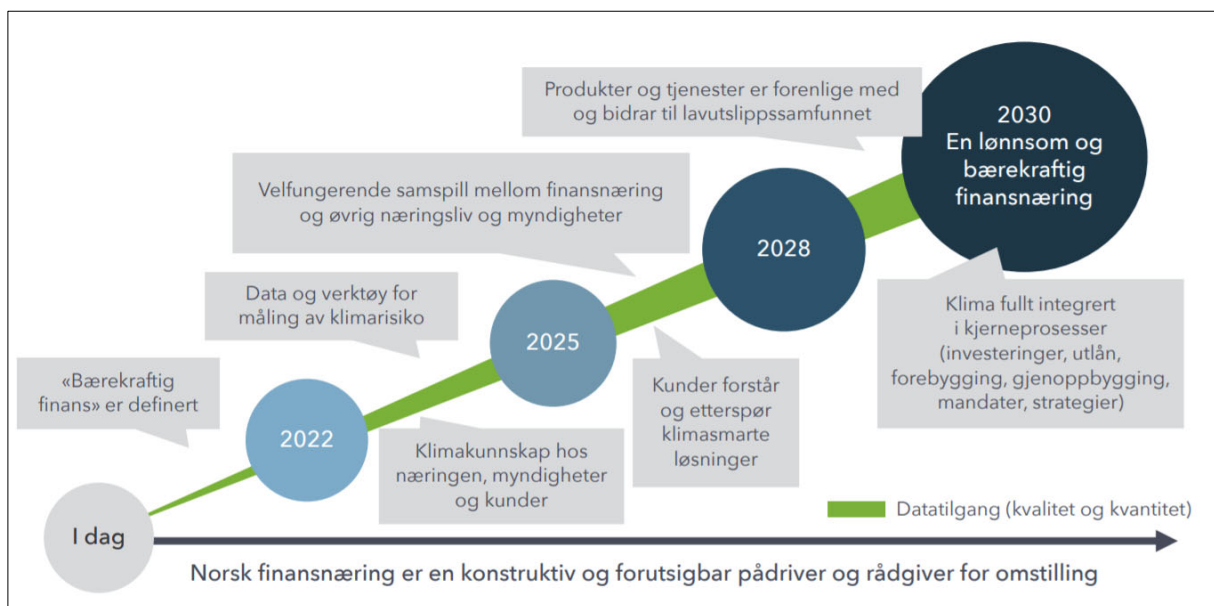 Produkter og tjenester er forenlige med
og bidrar til lavutslippssamfunnet
2030
En lønnsom og
bærekraftig
finansnæring
Velfungerende samspill mellom finansnæring
og øvrig næringsliv og myndigheter
2028
Data og verktøy for
måling av klimarisiko
2025
Klima fullt integrert
i kjerneprosesser
(investeringer, utlån,
forebygging, gjenoppbygging,
mandater, strategier)
«Bærekraftig
finans» er definert
2022
Kunder forstår
og etterspør
klimasmarte
løsninger
Klimakunnskap hos
næringen, myndigheter
og kunder
I dag
Datatilgang (kvalitet og kvantitet)
Norsk finansnæring er en konstruktiv og forutsigbar pådriver og rådgiver for omstilling